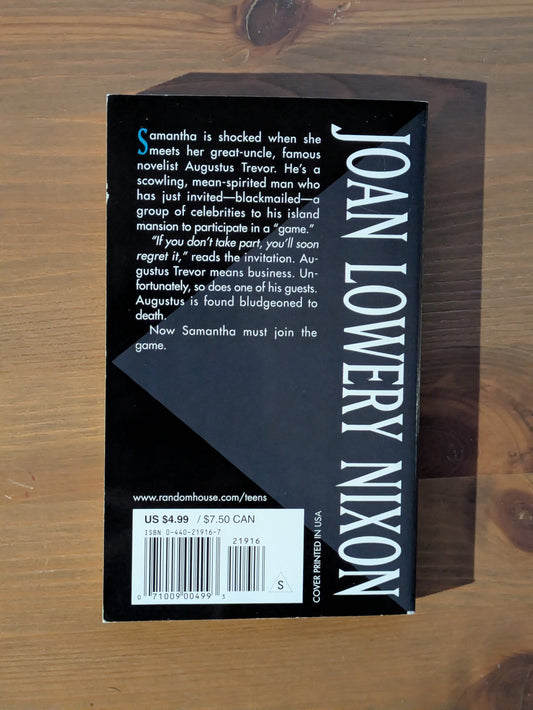 Samantha is shocked when she
meets her great-uncle, famous
novelist Augustus Trevor. He's a
scowling, mean-spirited man who
has just invited—blackmailed—a
group of celebrities to his island
mansion to participate in a "game."
"If you don't take part, you'll soon
regret it," reads the invitation. Au-
gustus Trevor means business. Un-
fortunately, so does one of his guests.
Augustus is found bludgeoned to
death.
Now Samantha must join the
game.
JOAN LOWERY NIXON
www.randomhouse.com/teens
US $4.99 / $7.50 CAN
ISBN 0-440-21916-7
21916
0 71009 00499 3
S
COVER PRINTED IN USA